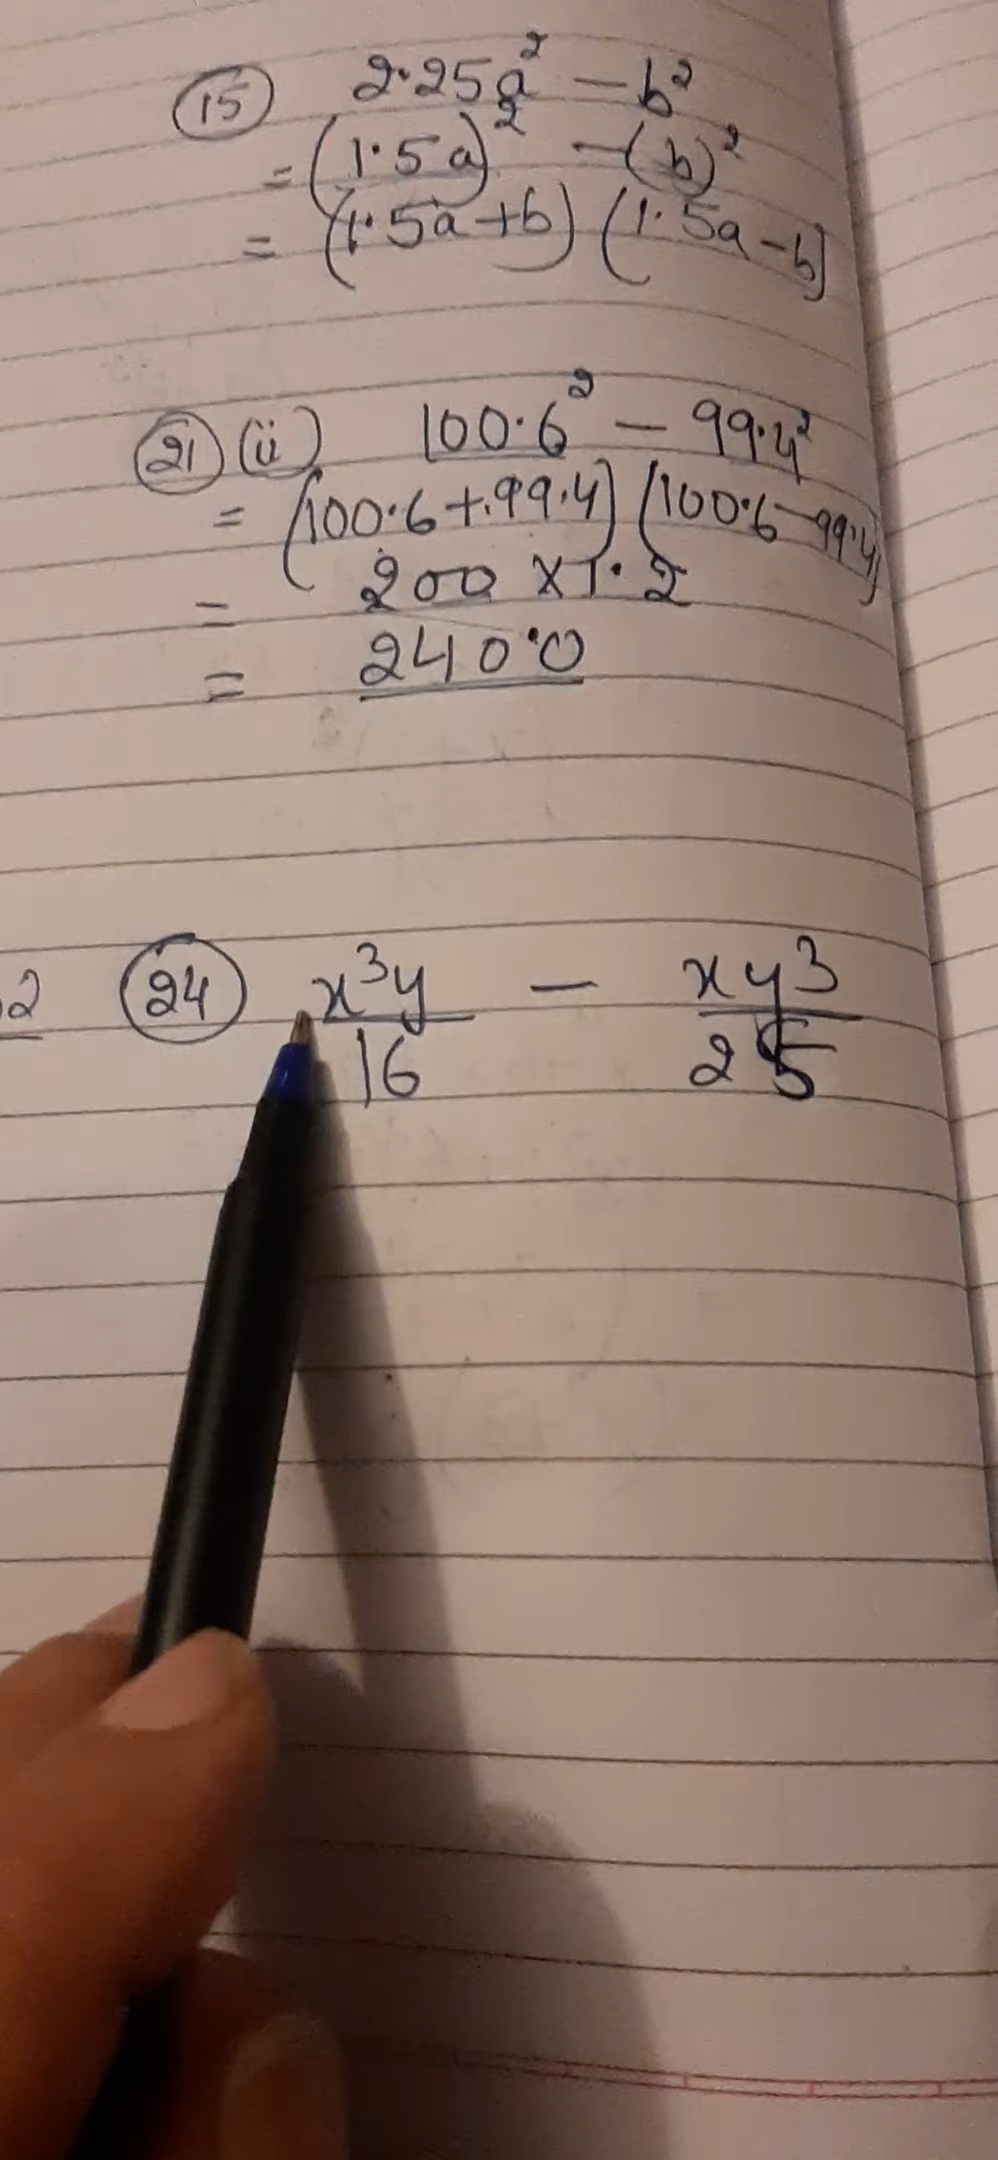 (15) 2.25a² - b²
= (1.5a)² - (b)²
= (1.5a+b) (1.5a-b)
(21) (ii) 100.6² - 99.4²
= (100.6+.99.4) (100.6-99.4)
= 200 x 1.2
= 240.0
2 (24) x³y/16 - xy³/25